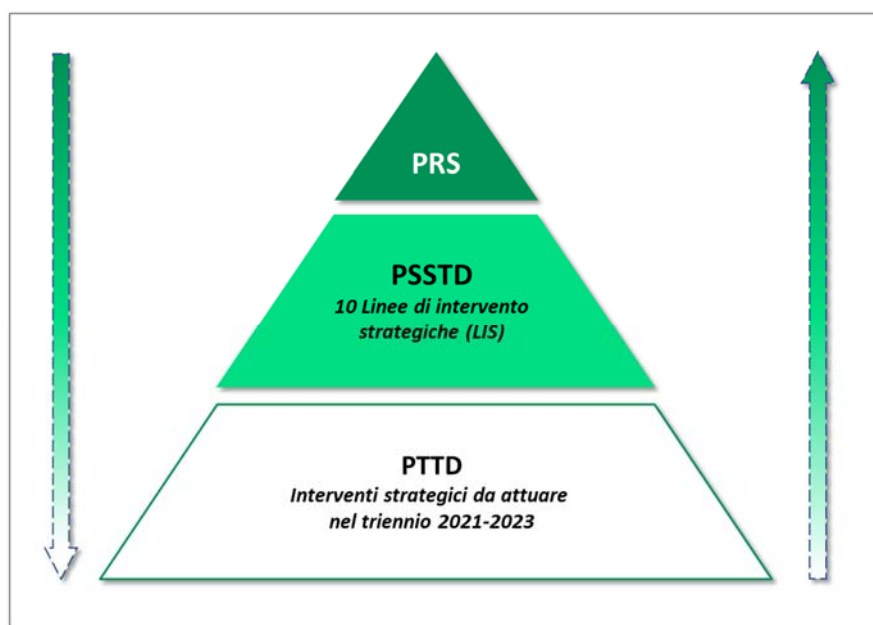 PRS
PSSTD
10 Linee di intervento
strategiche (LIS)
PTTD
Interventi strategici da attuare
nel triennio 2021-2023